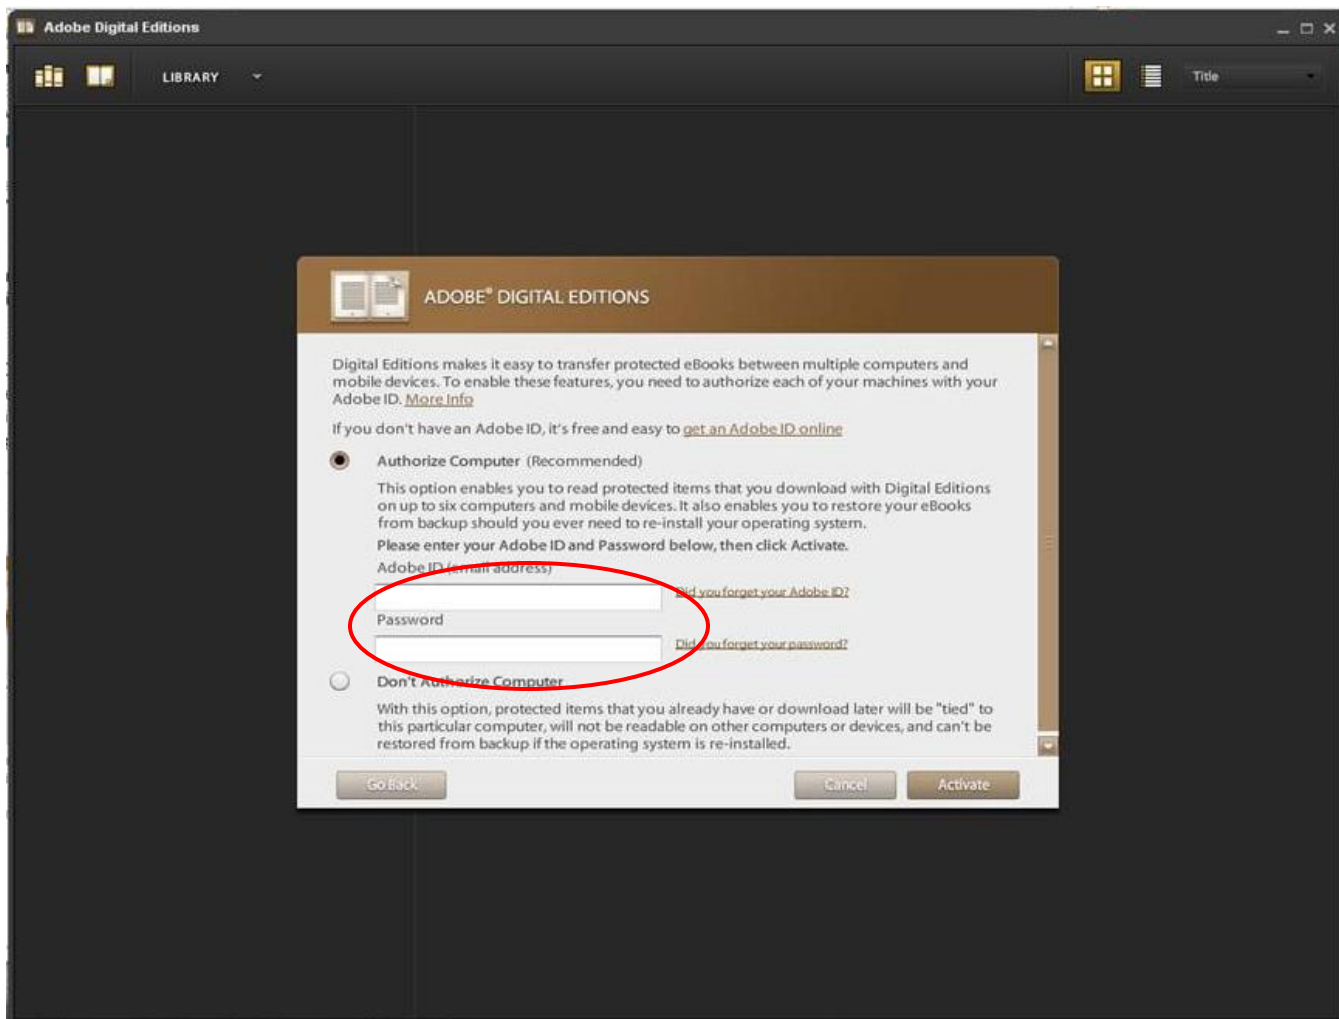 Adobe Digital Editions
LIBRARY
Title
ADOBE® DIGITAL EDITIONS
Digital Editions makes it easy to transfer protected eBooks between multiple computers and
mobile devices. To enable these features, you need to authorize each of your machines with your
Adobe ID. More Info
If you don't have an Adobe ID, it's free and easy to get an Adobe ID online
Authorize Computer (Recommended)
This option enables you to read protected items that you download with Digital Editions
on up to six computers and mobile devices. It also enables you to restore your eBooks
from backup should you ever need to re-install your operating system.
Please enter your Adobe ID and Password below, then click Activate.
Adobe ID (email address)
Did you forget your Adobe ID?
Password
Did you forget your password?
Don't Authorize Computer
With this option, protected items that you already have or download later will be "tied" to
this particular computer, will not be readable on other computers or devices, and can't be
restored from backup if the operating system is re-installed.
Go Back
Cancel
Activate